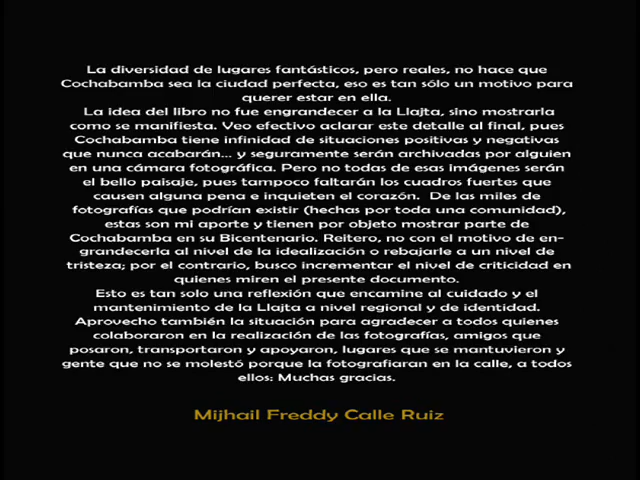 La diversidad de lugares fantásticos, pero reales, no hace que
Cochabamba sea la ciudad perfecta, eso es tan sólo un motivo para
querer estar en ella.
La idea del libro no fue engrandecer a la Llajta, sino mostrarla
como se manifiesta. Veo efectivo aclarar este detalle al final, pues
Cochabamba tiene infinidad de situaciones positivas y negativas
que nunca acabarán... y seguramente serán archivadas por alguien
en una cámara fotográfica. Pero no todas de esas imágenes serán
el bello paisaje, pues tampoco faltarán los cuadros fuertes que
causen alguna pena e inquieten el corazón. De las miles de
fotografías que podrían existir (hechas por toda una comunidad),
estas son mi aporte y tienen por objeto mostrar parte de
Cochabamba en su Bicentenario. Reitero, no con el motivo de en-
grandecerla al nivel de la idealización o rebajarle a un nivel de
tristeza; por el contrario, busco incrementar el nivel de criticidad en
quienes miren el presente documento.
Esto es tan solo una reflexión que encamine al cuidado y el
mantenimiento de la Llajta a nivel regional y de identidad.
Aprovecho también la situación para agradecer a todos quienes
colaboraron en la realización de las fotografías, amigos que
posaron, transportaron y apoyaron, lugares que se mantuvieron y
gente que no se molestó porque la fotografiaran en la calle, a todos
ellos: Muchas gracias.
Mijhail Freddy Calle Ruiz